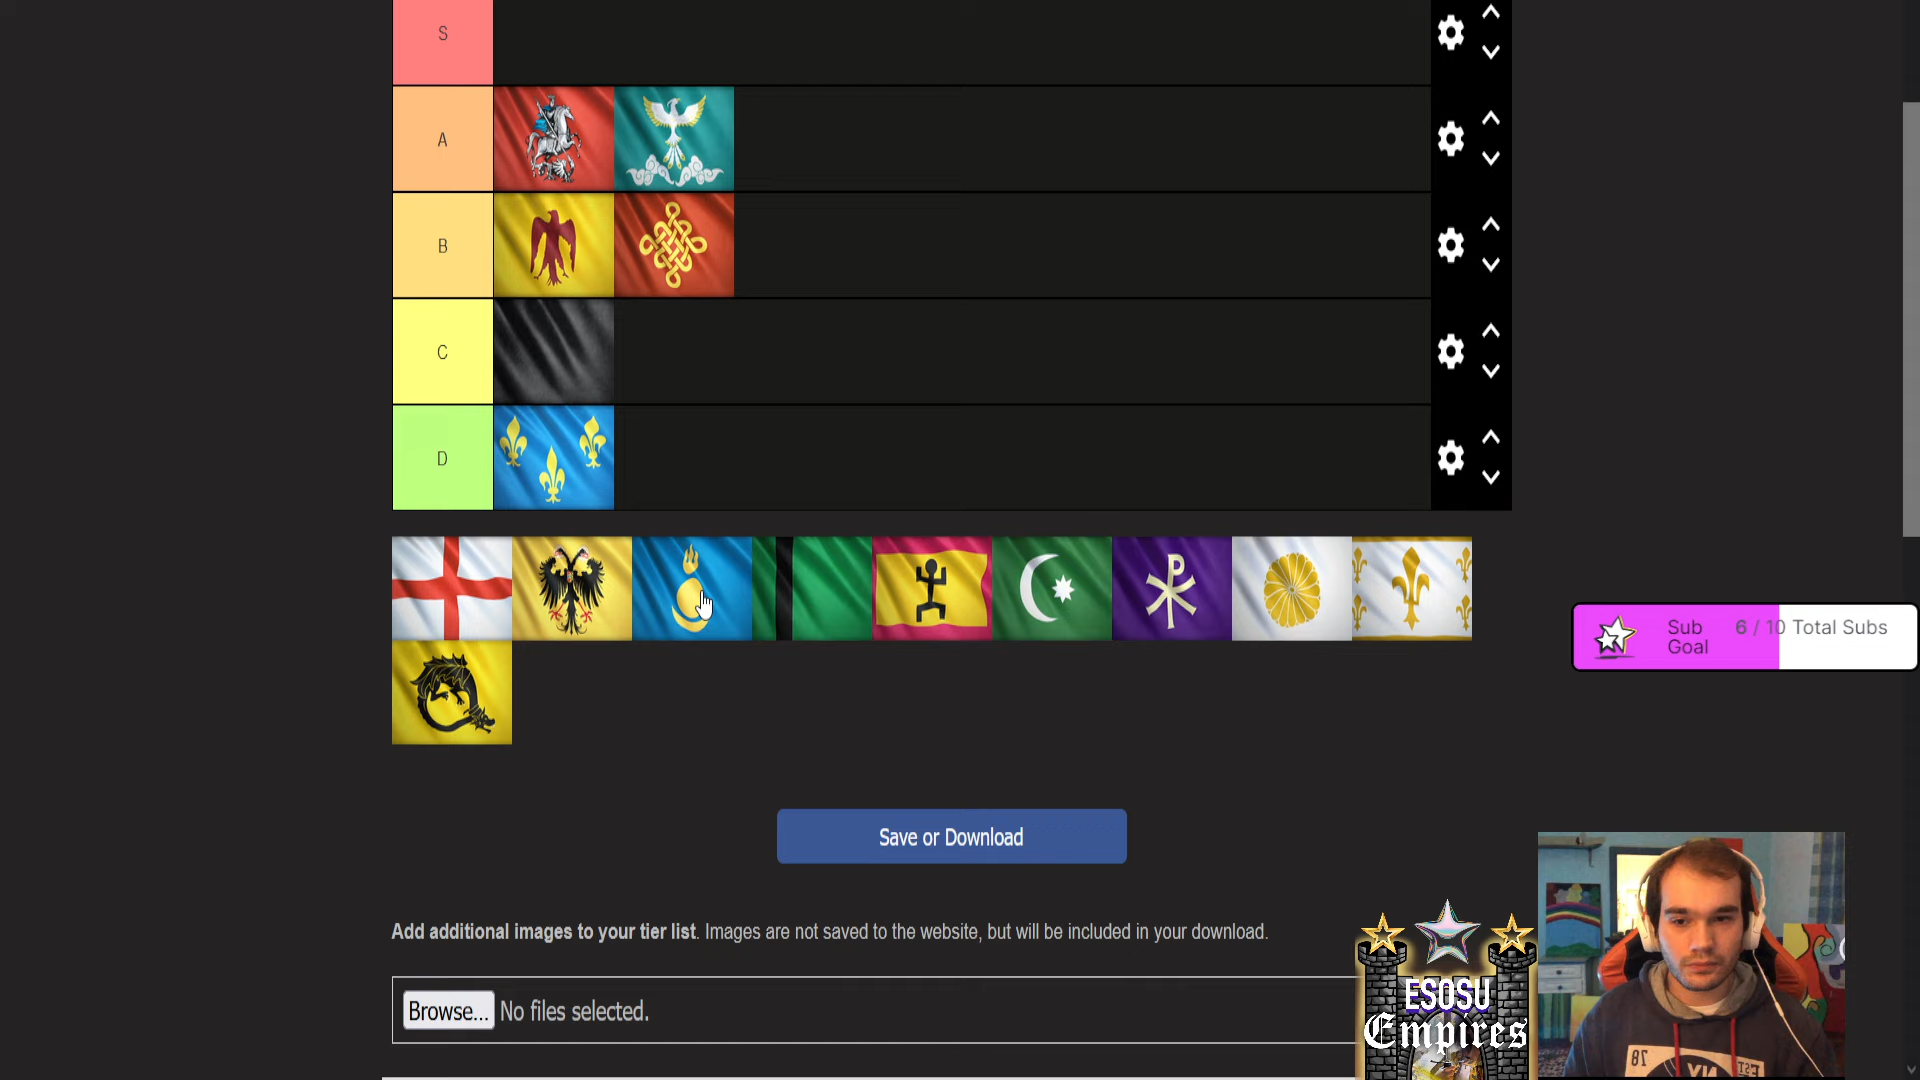 S
A
B
C
D
Sub Goal
6 / 10 Total Subs
Save or Download
Add additional images to your tier list. Images are not saved to the website, but will be included in your download.
Browse... No files selected.
ESOSU
Empires